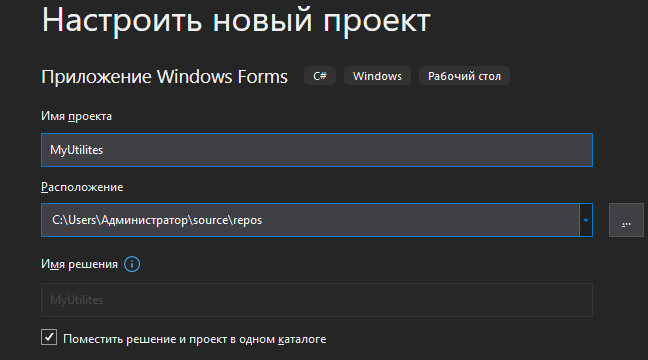 Настроить новый проект
Приложение Windows Forms C# Windows Рабочий стол
Имя проекта
MyUtilites
Расположение
C:\Users\Администратор\source\repos
...
Имя решения
MyUtilites
Поместить решение и проект в одном каталоге